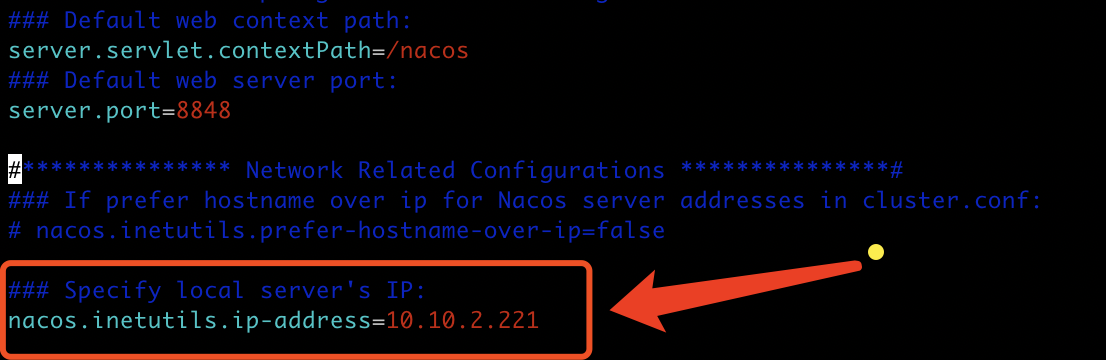 ### Default web context path:
server.servlet.contextPath=/nacos
### Default web server port:
server.port=8848
#*************** Network Related Configurations ***************#
### If prefer hostname over ip for Nacos server addresses in cluster.conf:
# nacos.inetutils.prefer-hostname-over-ip=false
### Specify local server's IP:
nacos.inetutils.ip-address=10.10.2.221